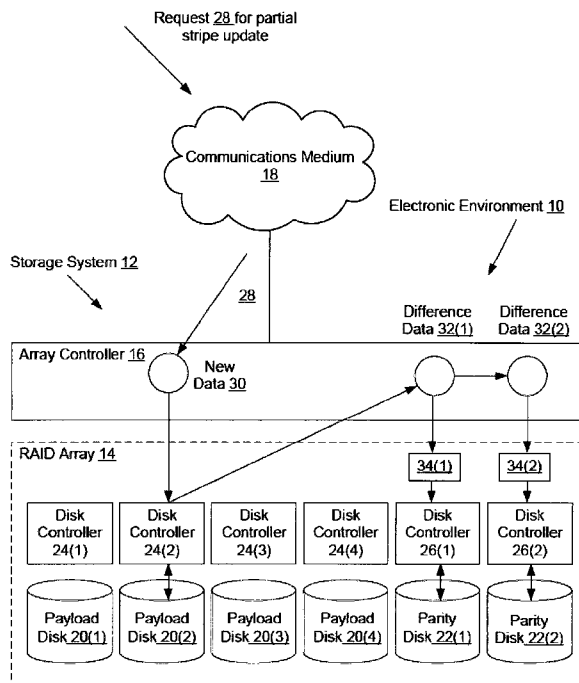 Request 28 for partial
stripe update
Communications Medium
18
Electronic Environment 10
Storage System 12
28
Difference
Data 32(1)
Difference
Data 32(2)
Array Controller 16
New
Data 30
RAID Array 14
34(1)
34(2)
Disk
Controller
24(1)
Disk
Controller
24(2)
Disk
Controller
24(3)
Disk
Controller
24(4)
Disk
Controller
26(1)
Disk
Controller
26(2)
Payload
Disk 20(1)
Payload
Disk 20(2)
Payload
Disk 20(3)
Payload
Disk 20(4)
Parity
Disk 22(1)
Parity
Disk 22(2)